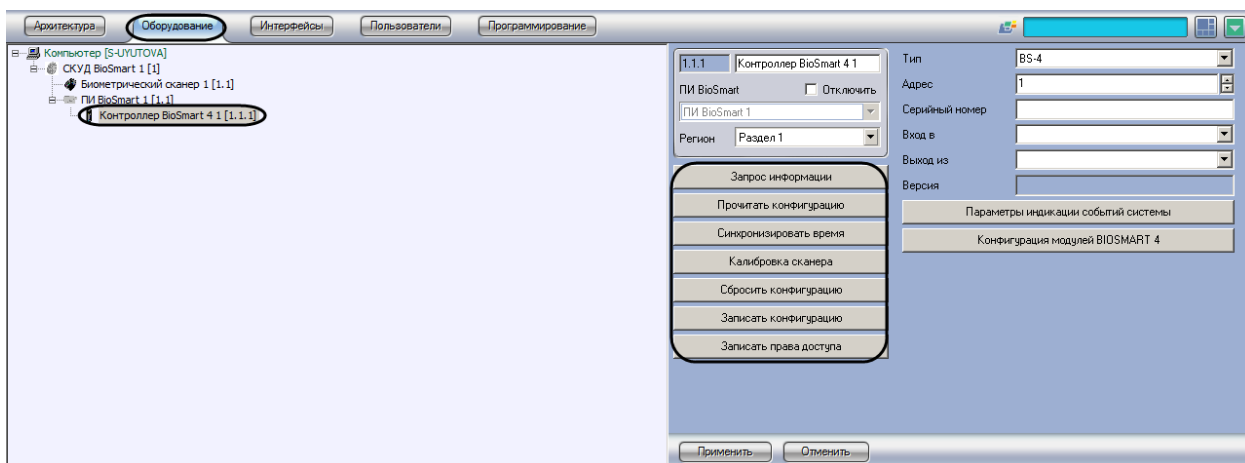 Архитектура Оборудование Интерфейсы Пользователи Программирование
Компьютер [S-UYUTOVA]
СКУД BioSmart 1 [1]
Биометрический сканер 1 [1.1]
ПИ BioSmart 1 [1.1]
Контроллер BioSmart 4 1 [1.1.1]
1.1.1 Контроллер BioSmart 4 1
ПИ BioSmart Отключить
ПИ BioSmart 1
Регион Раздел 1
Запрос информации
Прочитать конфигурацию
Синхронизировать время
Калибровка сканера
Сбросить конфигурацию
Записать конфигурацию
Записать права доступа
Тип BS-4
Адрес 1
Серийный номер
Вход в
Выход из
Версия
Параметры индикации событий системы
Конфигурация модулей BIOSMART 4
Применить Отменить